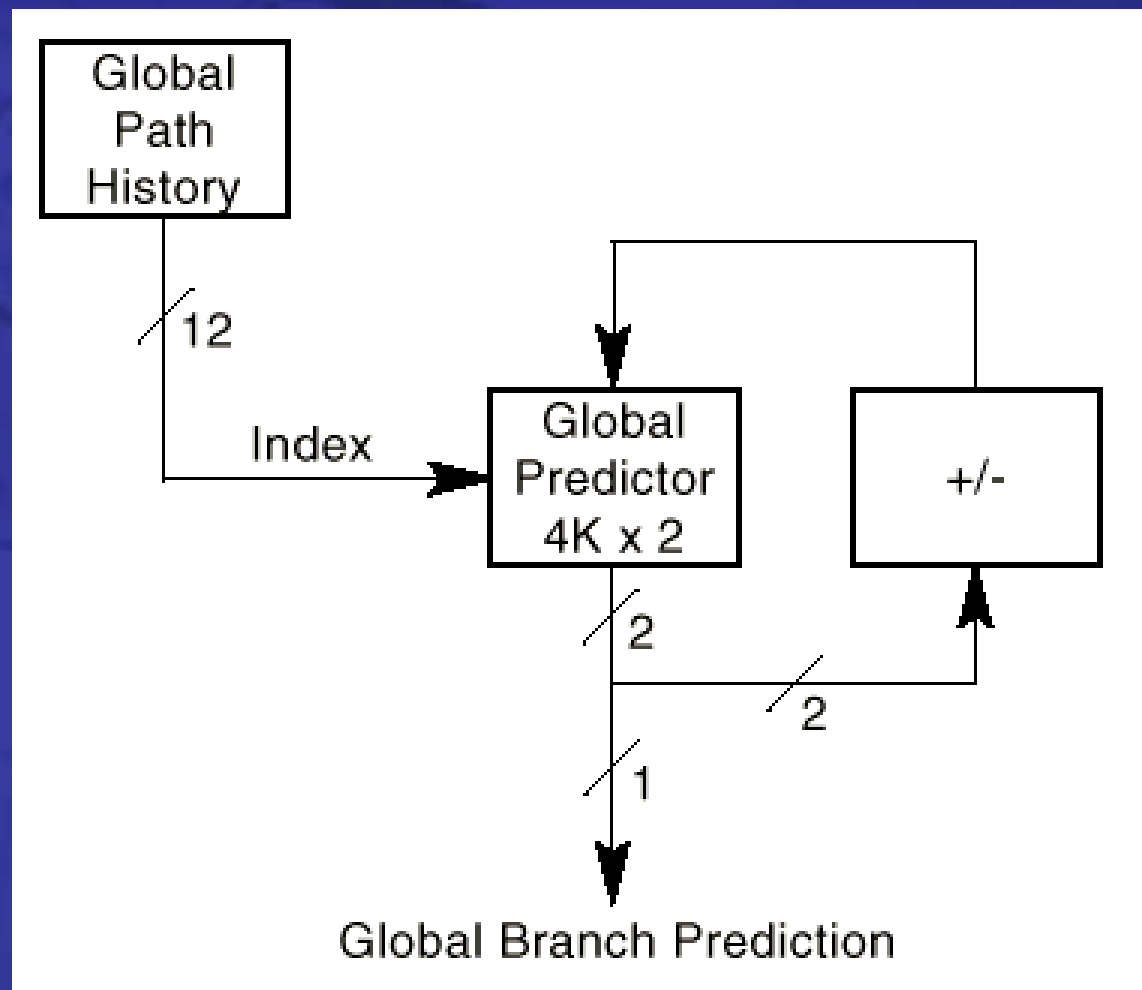 Global
Path
History
12
Index
Global
Predictor
4K x 2
+/-
2
2
1
Global Branch Prediction